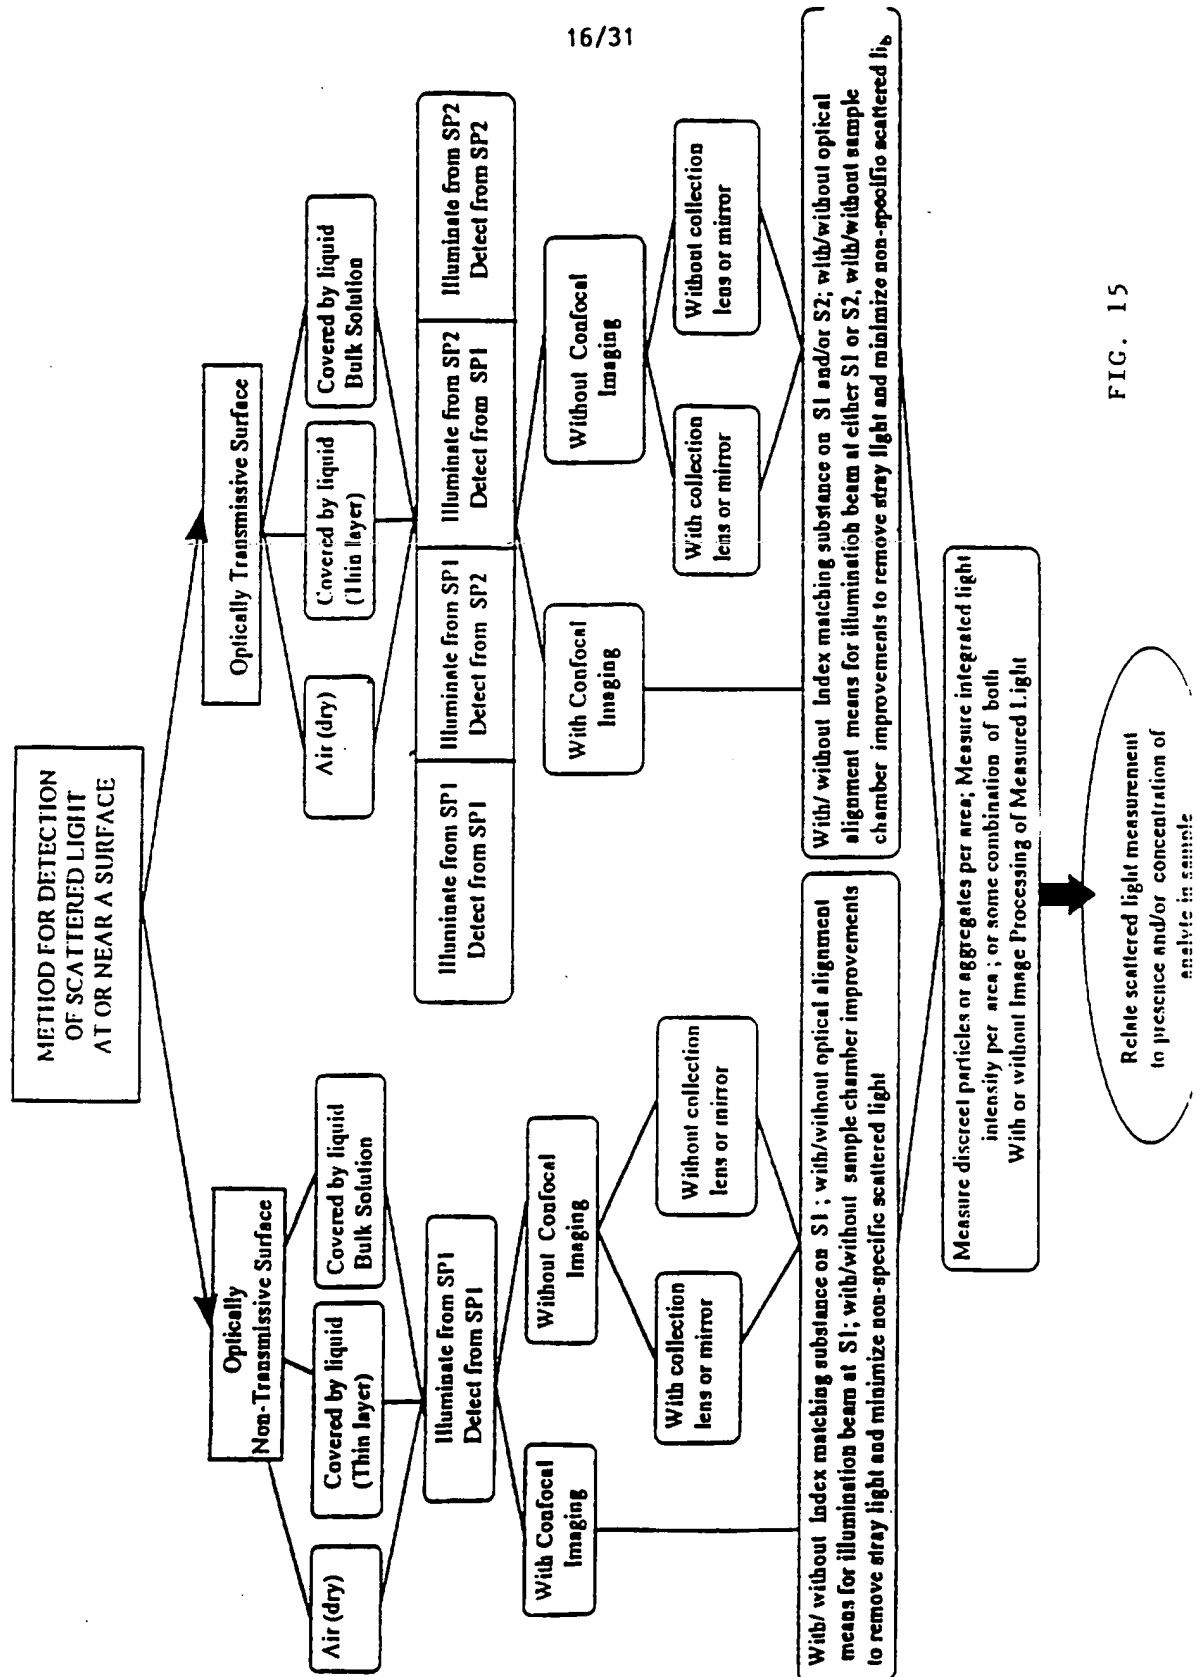 16/31
METHOD FOR DETECTION
OF SCATTERED LIGHT
AT OR NEAR A SURFACE
Optically
Non-Transmissive Surface
Air (dry)
Covered by liquid
(Thin layer)
Covered by liquid
Bulk Solution
Illuminate from SP1
Detect from SP1
With Confocal
Imaging
Without Confocal
Imaging
With collection
lens or mirror
Without collection
lens or mirror
With/ without Index matching substance on S1 ; with/without optical alignment
means for illumination beam at S1; with/without sample chamber improvements
to remove stray light and minimize non-specific scattered light
Optically Transmissive Surface
Air (dry)
Covered by liquid
(Thin layer)
Covered by liquid
Bulk Solution
Illuminate from SP1
Detect from SP1
Illuminate from SP1
Detect from SP2
Illuminate from SP2
Detect from SP1
Illuminate from SP2
Detect from SP2
With Confocal
Imaging
Without Confocal
Imaging
With collection
lens or mirror
Without collection
lens or mirror
With/ without Index matching substance on S1 and/or S2; with/without optical
alignment means for illumination beam at either S1 or S2, with/without sample
chamber improvements to remove stray light and minimize non-specific scattered
Measure discreet particles or aggregates per area; Measure integrated light
intensity per area ; or some combination of both
With or without Image Processing of Measured Light
Relate scattered light measurement
to presence and/or concentration of
analyte in sample
FIG. 15